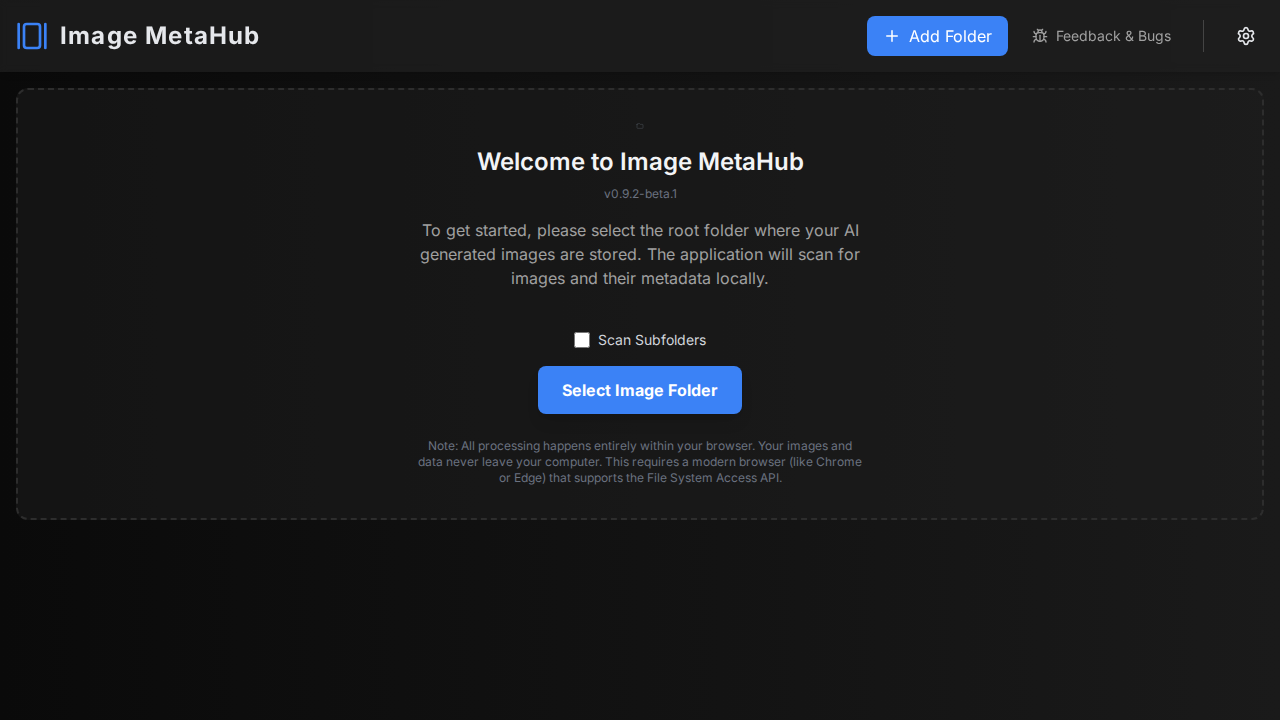 Image MetaHub
Add Folder
Feedback & Bugs
Welcome to Image MetaHub
v0.9.2-beta.1
To get started, please select the root folder where your AI
generated images are stored. The application will scan for
images and their metadata locally.
Scan Subfolders
Select Image Folder
Note: All processing happens entirely within your browser. Your images and
data never leave your computer. This requires a modern browser (like Chrome
or Edge) that supports the File System Access API.